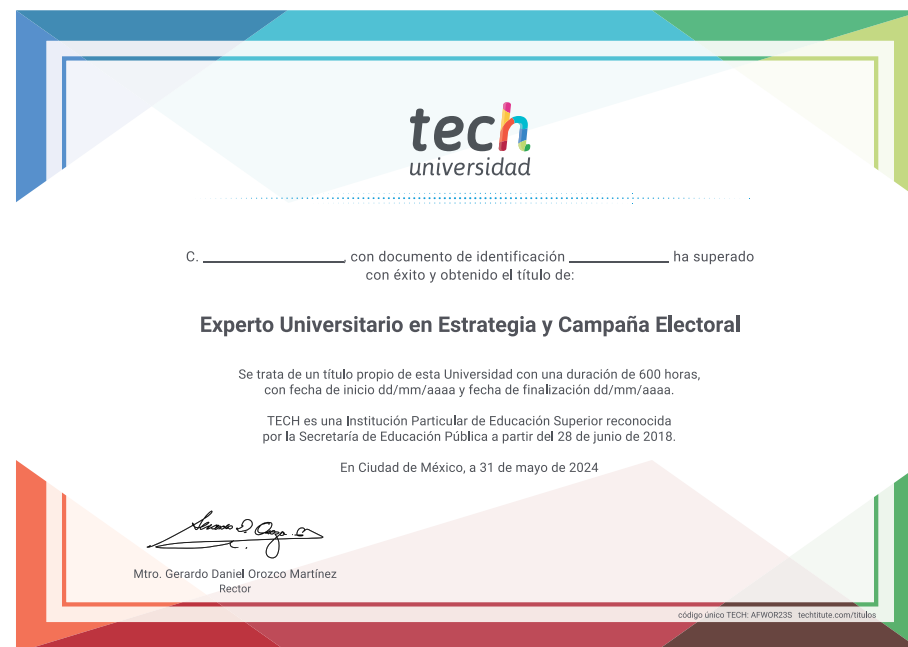 tech
universidad
C. ____________________, con documento de identificación ______________ ha superado
con éxito y obtenido el título de:
Experto Universitario en Estrategia y Campaña Electoral
Se trata de un título propio de esta Universidad con una duración de 600 horas,
con fecha de inicio dd/mm/aaaa y fecha de finalización dd/mm/aaaa.
TECH es una Institución Particular de Educación Superior reconocida
por la Secretaría de Educación Pública a partir del 28 de junio de 2018.
En Ciudad de México, a 31 de mayo de 2024
Mtro. Gerardo Daniel Orozco Martínez
Rector
código único TECH: AFWOR23S techtitute.com/titulos